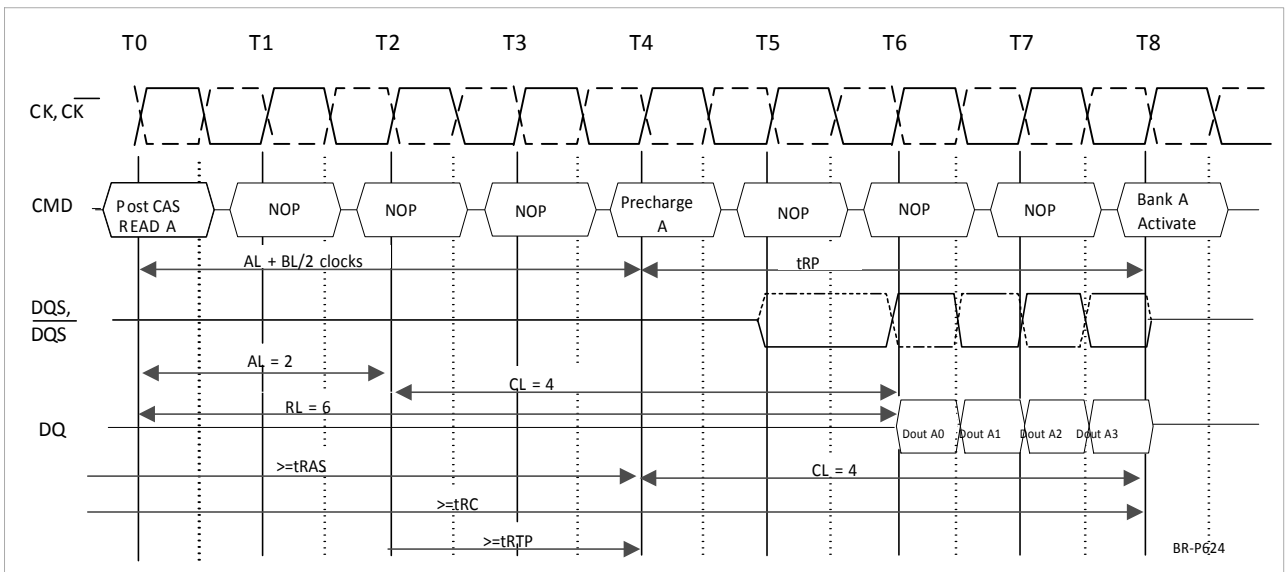 T0 T1 T2 T3 T4 T5 T6 T7 T8
CK, CK
CMD
Post CAS
READ A
NOP
NOP
NOP
Precharge
A
NOP
NOP
NOP
Bank A
Activate
AL + BL/2 clocks
tRP
DQS,
DQS
AL = 2
CL = 4
RL = 6
DQ
Dout A0 Dout A1 Dout A2 Dout A3
>=tRAS
CL = 4
>=tRC
>=tRTP
BR-P624